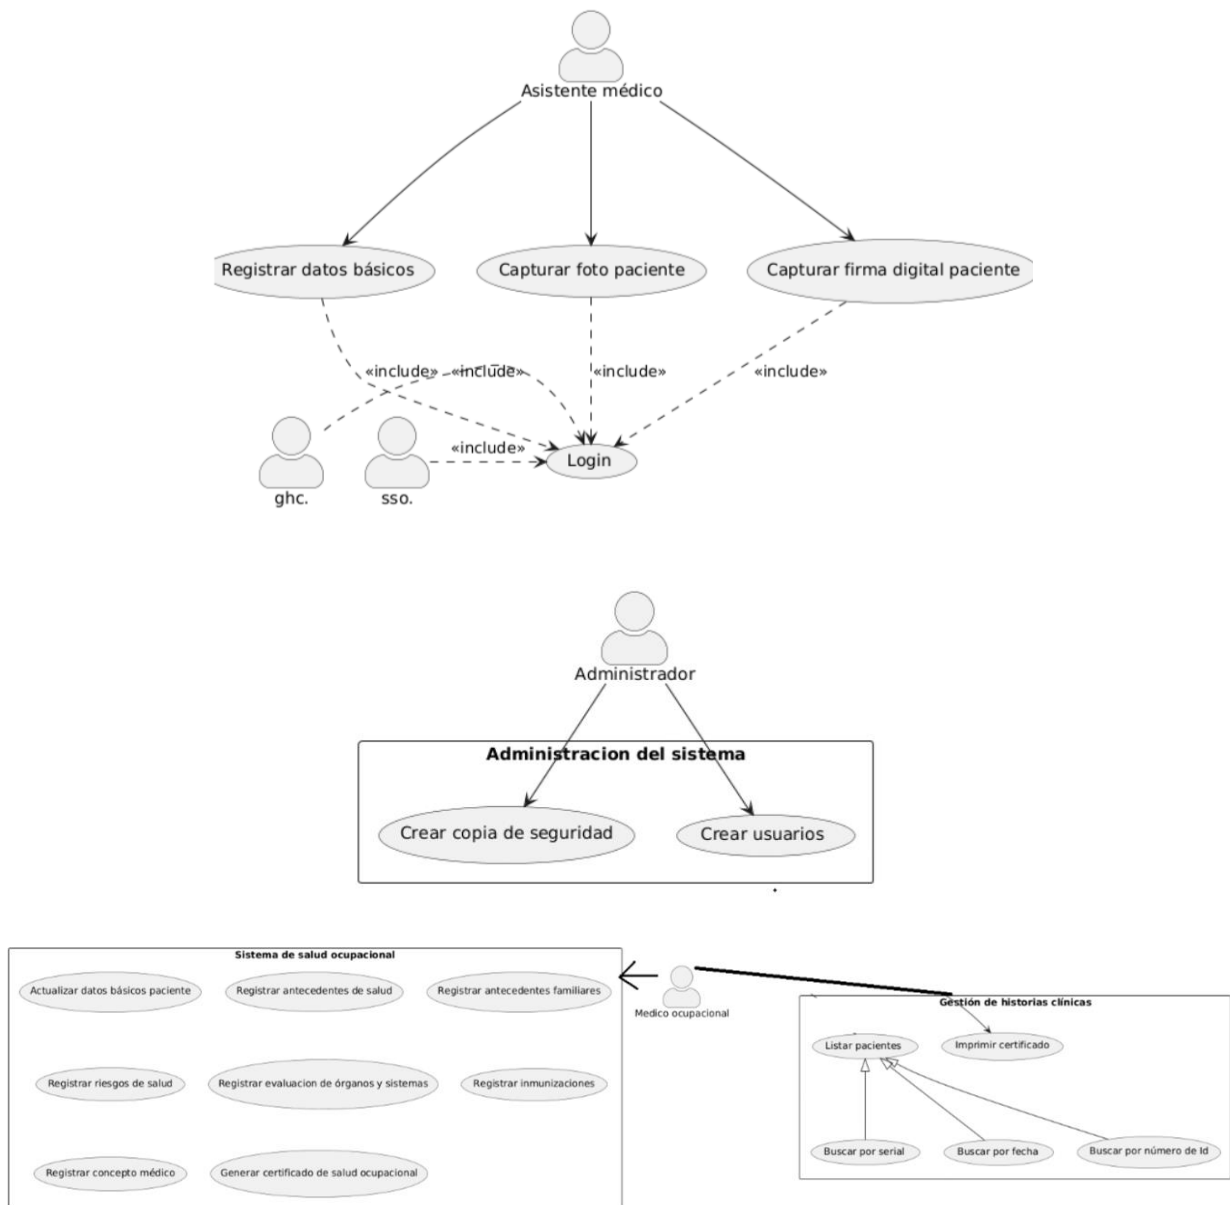 Asistente médico
Registrar datos básicos
Capturar foto paciente
Capturar firma digital paciente
«include»
«include»
«include»
«include»
«include»
Login
ghc.
sso.
Administrador
Administracion del sistema
Crear copia de seguridad
Crear usuarios
Sistema de salud ocupacional
Actualizar datos básicos paciente
Registrar antecedentes de salud
Registrar antecedentes familiares
Registrar riesgos de salud
Registrar evaluacion de órganos y sistemas
Registrar inmunizaciones
Registrar concepto médico
Generar certificado de salud ocupacional
Medico ocupacional
Gestión de historias clínicas
Listar pacientes
Imprimir certificado
Buscar por serial
Buscar por fecha
Buscar por número de Id